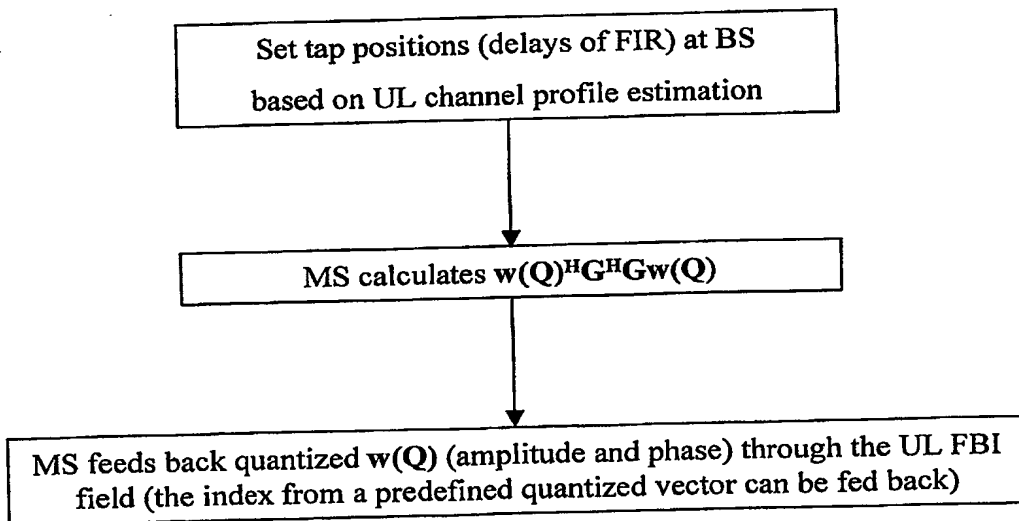 Set tap positions (delays of FIR) at BS
based on UL channel profile estimation
MS calculates w(Q)ᴴGᴴGw(Q)
MS feeds back quantized w(Q) (amplitude and phase) through the UL FBI
field (the index from a predefined quantized vector can be fed back)